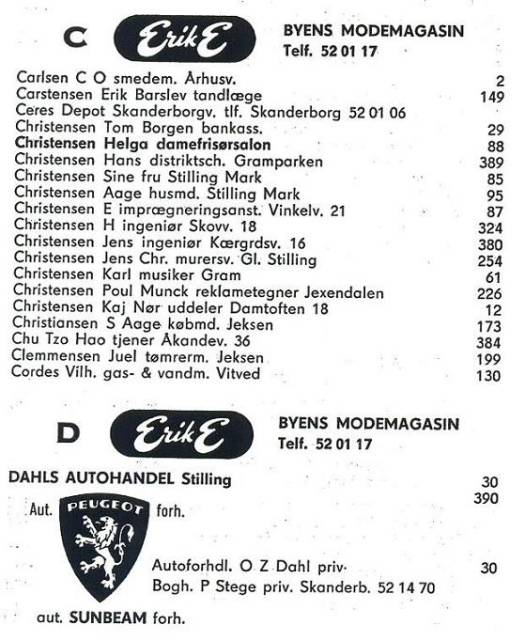 C Erik E BYENS MODEMAGASIN
Telf. 52 01 17
Carlsen C O smedem. Århusv. 2
Carstensen Erik Barslev tandlæge 149
Ceres Depot Skanderborgv. tlf. Skanderborg 52 01 06
Christensen Tom Borgen bankass. 29
Christensen Helga damefrisørsalon 88
Christensen Hans distriktsch. Gramparken 389
Christensen Sine fru Stilling Mark 85
Christensen Aage husmd. Stilling Mark 95
Christensen E imprægneringsanst. Vinkelv. 21 87
Christensen H ingeniør Skovv. 18 324
Christensen Jens ingeniør Kærgrdsv. 16 380
Christensen Jens Chr. murersv. Gl. Stilling 254
Christensen Karl musiker Gram 61
Christensen Poul Munck reklametegner Jexendalen 226
Christensen Kaj Nør uddeler Damtoften 18 12
Christiansen S Aage købmd. Jeksen 173
Chu Tzo Hao tjener Åkandev. 36 384
Clemmensen Juel tømrerm. Jeksen 199
Cordes Vilh. gas- & vandm. Vitved 130
D Erik E BYENS MODEMAGASIN
Telf. 52 01 17
DAHLS AUTOHANDEL Stilling 30
390
Aut. PEUGEOT forh.
Autoforhdl. O Z Dahl priv. 30
Bogh. P Stege priv. Skanderb. 52 14 70
aut. SUNBEAM forh.